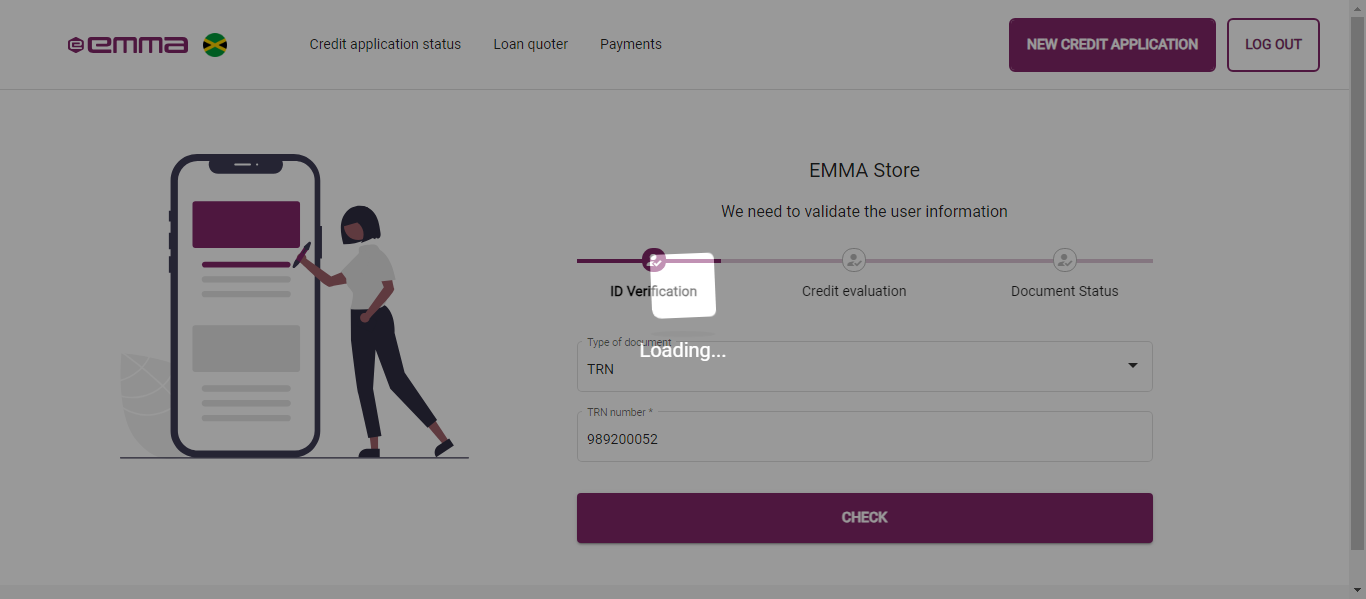 emma
Credit application status
Loan quoter
Payments
NEW CREDIT APPLICATION
LOG OUT
EMMA Store
We need to validate the user information
ID Verification
Credit evaluation
Document Status
Loading...
Type of document
TRN
TRN number *
989200052
CHECK